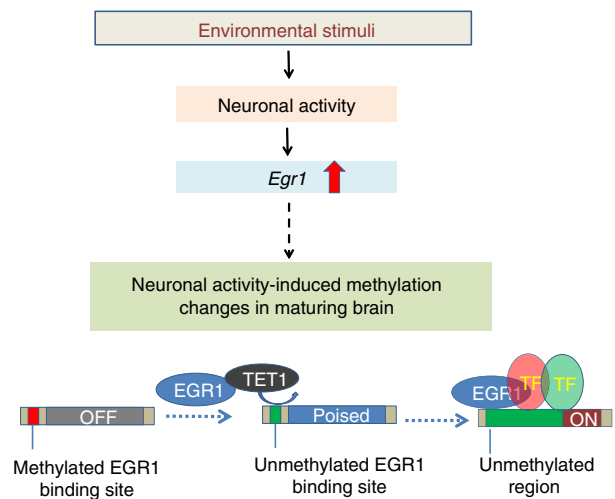 Environmental stimuli
Neuronal activity
Egr1
Neuronal activity-induced methylation
changes in maturing brain
EGR1
TET1
EGR1
TF
TF
OFF
Poised
ON
Methylated EGR1
binding site
Unmethylated EGR1
binding site
Unmethylated
region